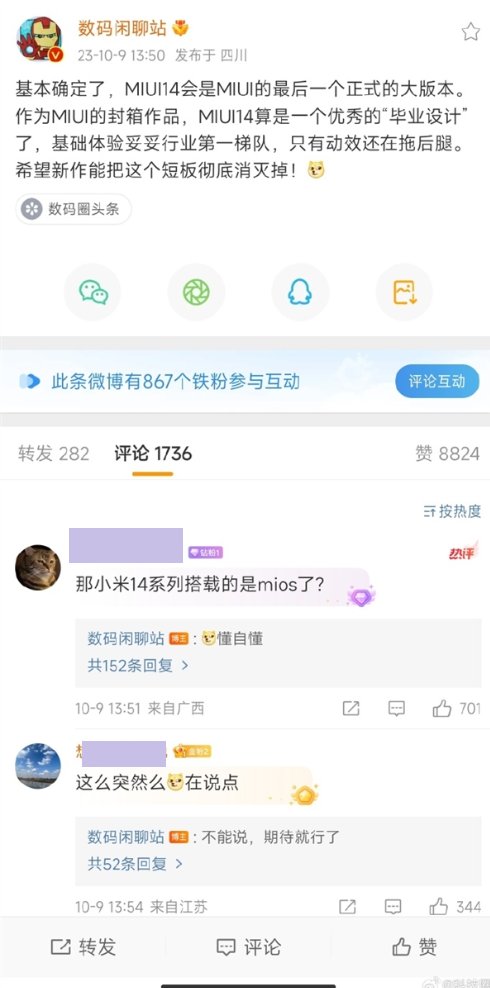 数码闲聊站
23-10-9 13:50 发布于 四川
基本确定了，MIUI14会是MIUI的最后一个正式的大版本。
作为MIUI的封箱作品，MIUI14算是一个优秀的“毕业设计”
了，基础体验妥妥行业第一梯队，只有动效还在拖后腿。
希望新作能把这个短板彻底消灭掉！
数码圈头条
此条微博有867个铁粉参与互动
评论互动
转发 282 评论 1736 赞 8824
按热度
钻粉1
热评
那小米14系列搭载的是mios了？
数码闲聊站 博主：懂自懂
共152条回复 >
10-9 13:51 来自广西 701
金粉2
这么突然么在说点
数码闲聊站 博主：不能说，期待就行了
共52条回复 >
10-9 13:54 来自江苏 344
转发 评论 赞